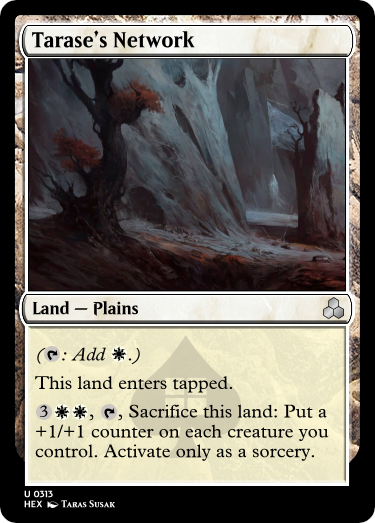 Tarase's Network
Land — Plains
(T: Add W.)
This land enters tapped.
3WW, T, Sacrifice this land: Put a
+1/+1 counter on each creature you
control. Activate only as a sorcery.
U 0313
HEX Taras Susak